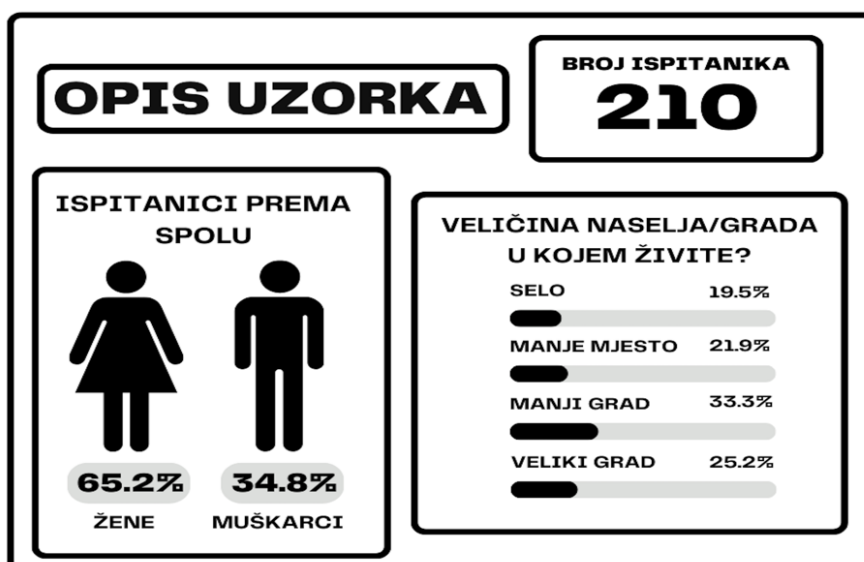 OPIS UZORKA
BROJ ISPITANIKA
210
ISPITANICI PREMA
SPOLU
65.2%
34.8%
ŽENE
MUŠKARCI
VELIČINA NASELJA/GRADA
U KOJEM ŽIVITE?
SELO 19.5%
MANJE MJESTO 21.9%
MANJI GRAD 33.3%
VELIKI GRAD 25.2%